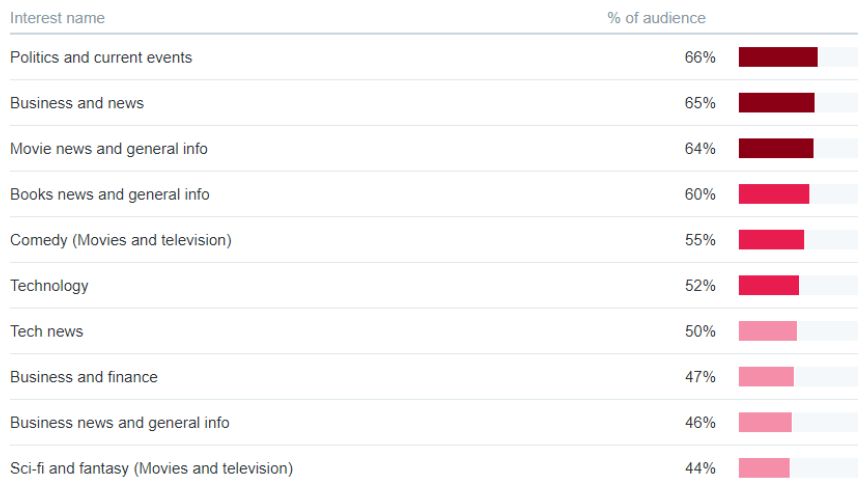 Interest name % of audience
Politics and current events 66%
Business and news 65%
Movie news and general info 64%
Books news and general info 60%
Comedy (Movies and television) 55%
Technology 52%
Tech news 50%
Business and finance 47%
Business news and general info 46%
Sci-fi and fantasy (Movies and television) 44%